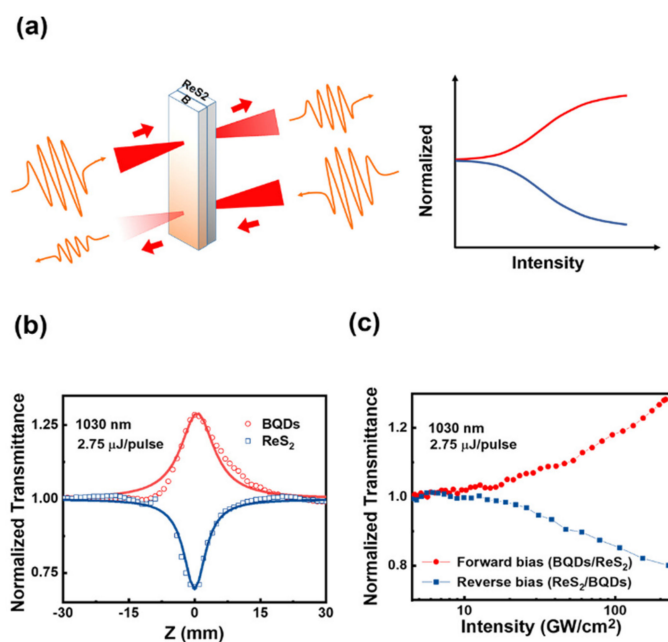 (a)
ReS2
B
Normalized
Intensity
(b)
(c)
Normalized Transmittance
1.25
1.00
0.75
1030 nm
2.75 μJ/pulse
BQDs
ReS₂
-30
-15
0
15
30
Z (mm)
Normalized Transmittance
1.2
1.0
0.8
1030 nm
2.75 μJ/pulse
Forward bias (BQDs/ReS₂)
Reverse bias (ReS₂/BQDs)
10
100
Intensity (GW/cm²)